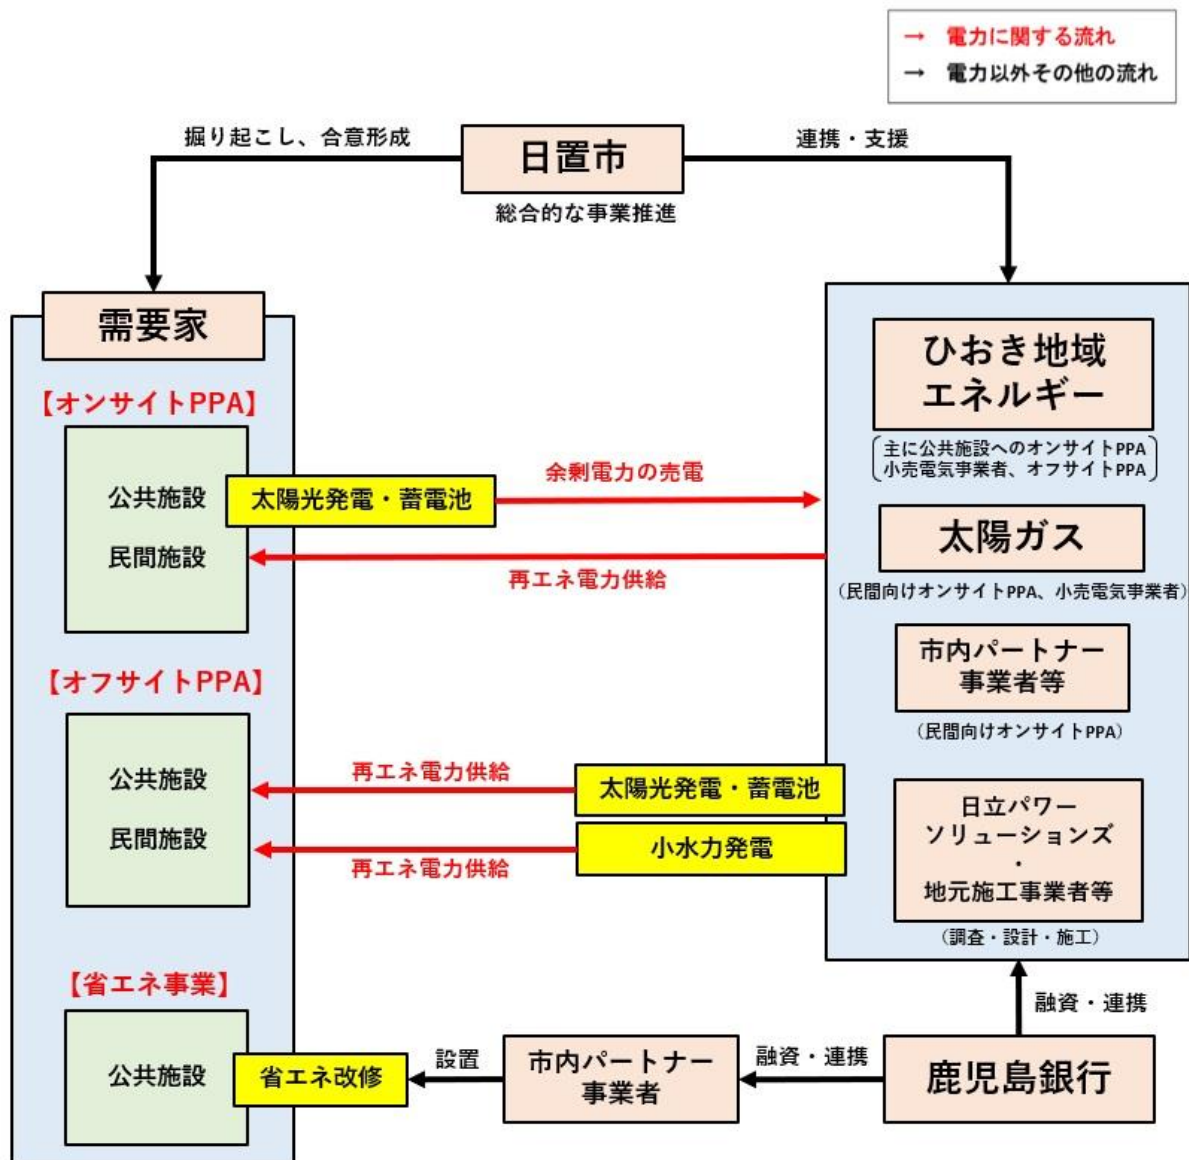 → 電力に関する流れ
→ 電力以外その他の流れ
掘り起こし、合意形成
日置市
連携・支援
総合的な事業推進
需要家
【オンサイトPPA】
公共施設
民間施設
太陽光発電・蓄電池
余剰電力の売電
再エネ電力供給
ひおき地域
エネルギー
主に公共施設へのオンサイトPPA
小売電気事業者、オフサイトPPA
太陽ガス
(民間向けオンサイトPPA、小売電気事業者)
市内パートナー
事業者等
(民間向けオンサイトPPA)
【オフサイトPPA】
公共施設
民間施設
再エネ電力供給
太陽光発電・蓄電池
小水力発電
再エネ電力供給
日立パワー
ソリューションズ
・
地元施工事業者等
(調査・設計・施工)
【省エネ事業】
公共施設
省エネ改修
設置
市内パートナー
事業者
融資・連携
融資・連携
鹿児島銀行